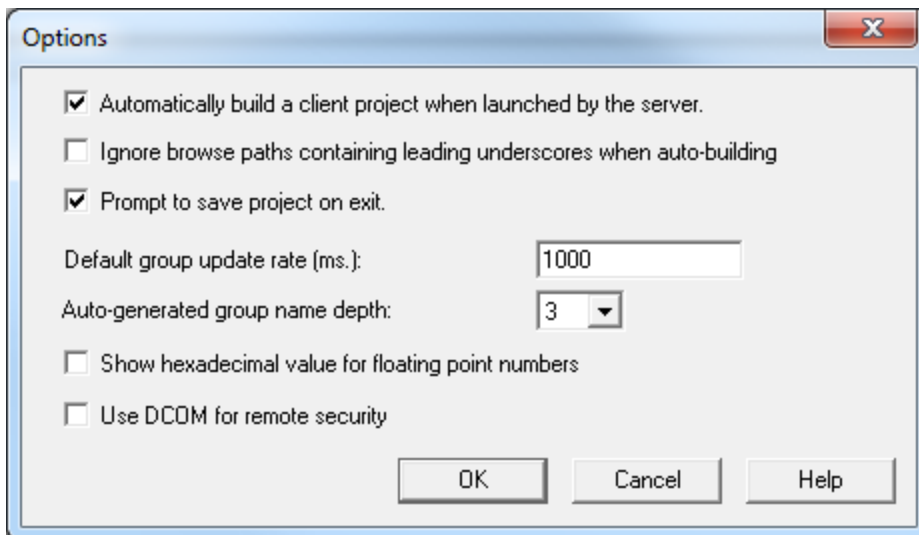 Options
Automatically build a client project when launched by the server.
Ignore browse paths containing leading underscores when auto-building
Prompt to save project on exit.
Default group update rate (ms.): 1000
Auto-generated group name depth: 3
Show hexadecimal value for floating point numbers
Use DCOM for remote security
OK Cancel Help